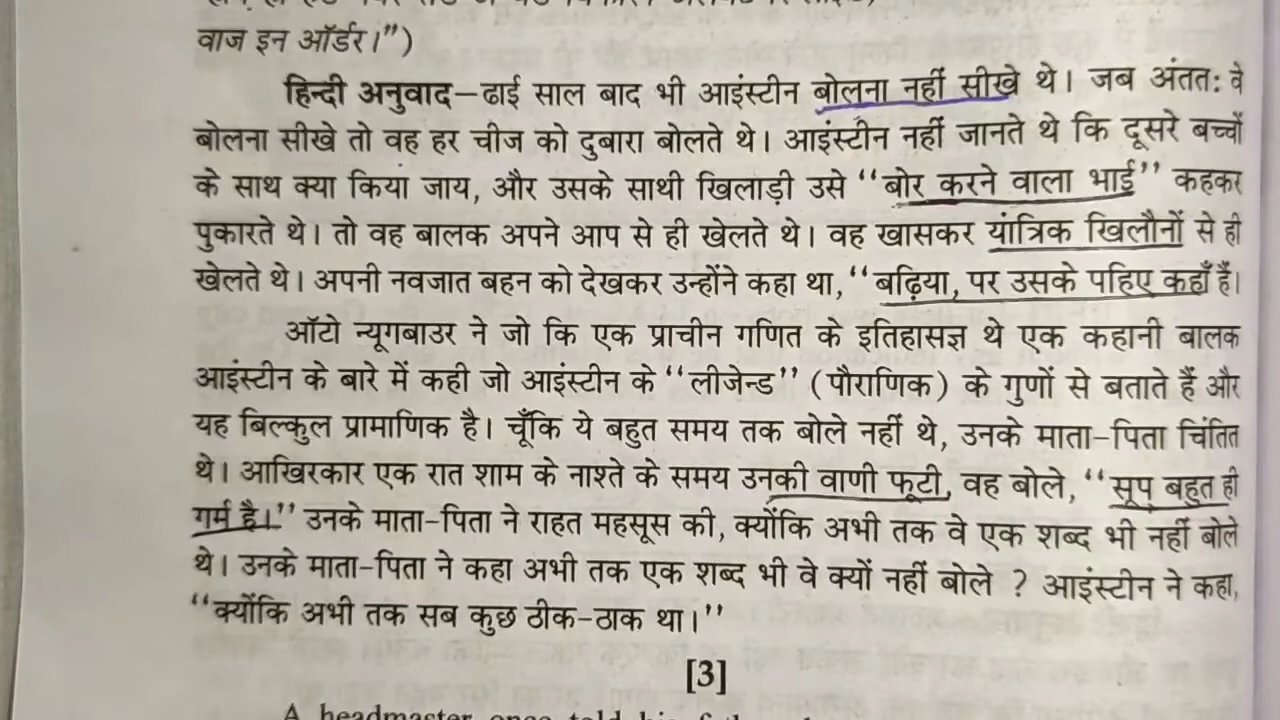 वाज इन ऑर्डर।”)
हिन्दी अनुवाद–ढाई साल बाद भी आइंस्टीन बोलना नहीं सीखे थे। जब अंततः वे
बोलना सीखे तो वह हर चीज को दुबारा बोलते थे। आइंस्टीन नहीं जानते थे कि दूसरे बच्चों
के साथ क्या किया जाय, और उसके साथी खिलाड़ी उसे “बोर करने वाला भाई” कहकर
पुकारते थे। तो वह बालक अपने आप से ही खेलते थे। वह खासकर यांत्रिक खिलौनों से ही
खेलते थे। अपनी नवजात बहन को देखकर उन्होंने कहा था, “बढ़िया, पर उसके पहिए कहाँ हैं।
ऑटो न्यूगबाउर ने जो कि एक प्राचीन गणित के इतिहासज्ञ थे एक कहानी बालक
आइंस्टीन के बारे में कही जो आइंस्टीन के “लीजेन्ड” (पौराणिक) के गुणों से बताते हैं और
यह बिल्कुल प्रामाणिक है। चूँकि ये बहुत समय तक बोले नहीं थे, उनके माता-पिता चिंतित
थे। आखिरकार एक रात शाम के नाश्ते के समय उनकी वाणी फूटी, वह बोले, “सूप बहुत ही
गर्म है।” उनके माता-पिता ने राहत महसूस की, क्योंकि अभी तक वे एक शब्द भी नहीं बोले
थे। उनके माता-पिता ने कहा अभी तक एक शब्द भी वे क्यों नहीं बोले ? आइंस्टीन ने कहा,
“क्योंकि अभी तक सब कुछ ठीक-ठाक था।”
[3]
A headmaster once told his